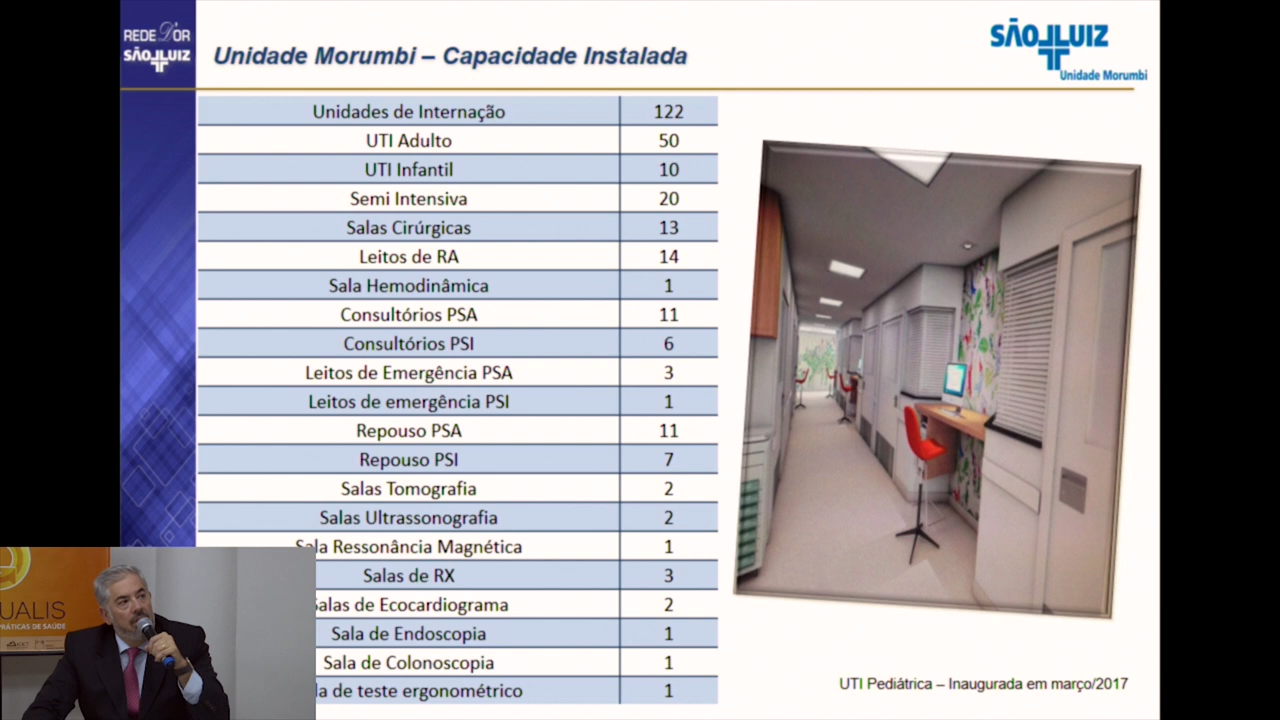 REDE D'OR
SÃO LUIZ
Unidade Morumbi – Capacidade Instalada
SÃO LUIZ
Unidade Morumbi
Unidades de Internação 122
UTI Adulto 50
UTI Infantil 10
Semi Intensiva 20
Salas Cirúrgicas 13
Leitos de RA 14
Sala Hemodinâmica 1
Consultórios PSA 11
Consultórios PSI 6
Leitos de Emergência PSA 3
Leitos de emergência PSI 1
Repouso PSA 11
Repouso PSI 7
Salas Tomografia 2
Salas Ultrassonografia 2
Sala Ressonância Magnética 1
Salas de RX 3
Salas de Ecocardiograma 2
Sala de Endoscopia 1
Sala de Colonoscopia 1
la de teste ergonométrico 1
UTI Pediátrica – Inaugurada em março/2017
UALIS
PRÁTICAS DE SAÚDE